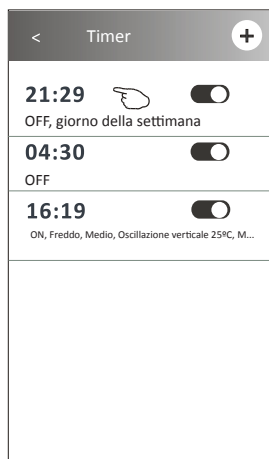 < Timer +
21:29
OFF, giorno della settimana
04:30
OFF
16:19
ON, Freddo, Medio, Oscillazione verticale 25ºC, M...